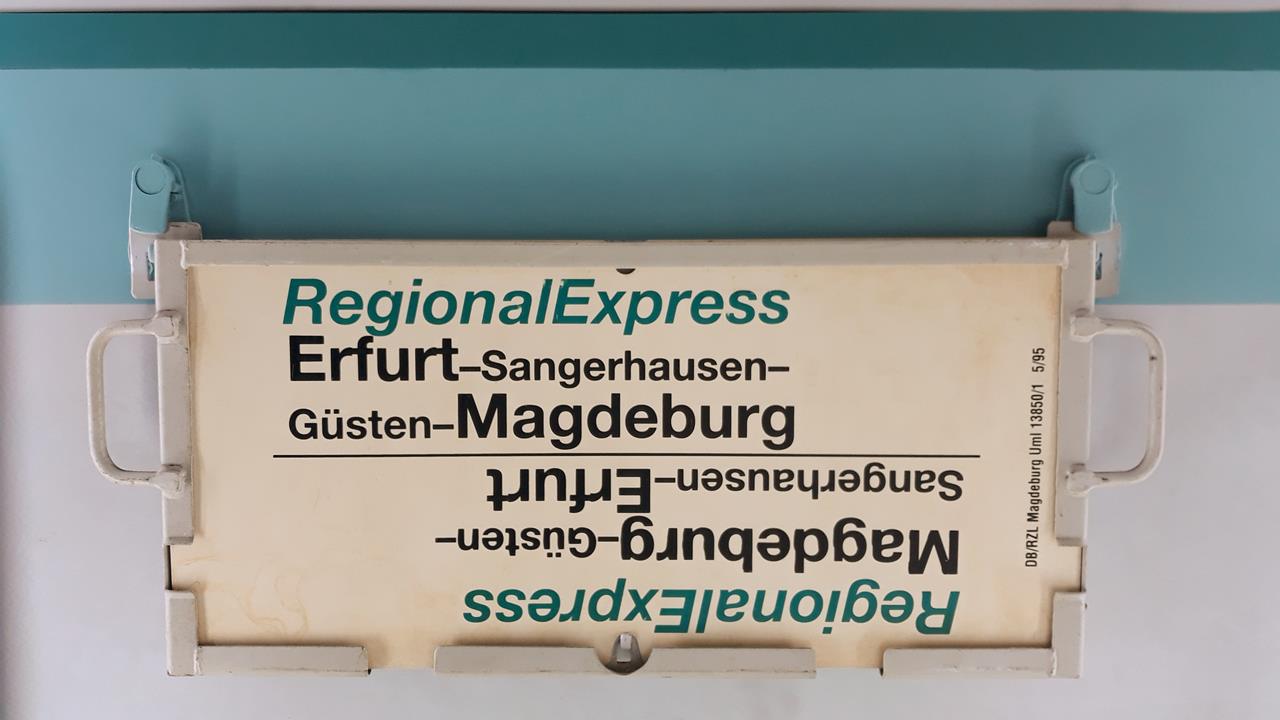 RegionalExpress
Erfurt–Sangerhausen–
Güsten–Magdeburg
RegionalExpress
Magdeburg–Güsten–
Sangerhausen–Erfurt
DB/RZL Magdeburg Uml 13850/1 5/95